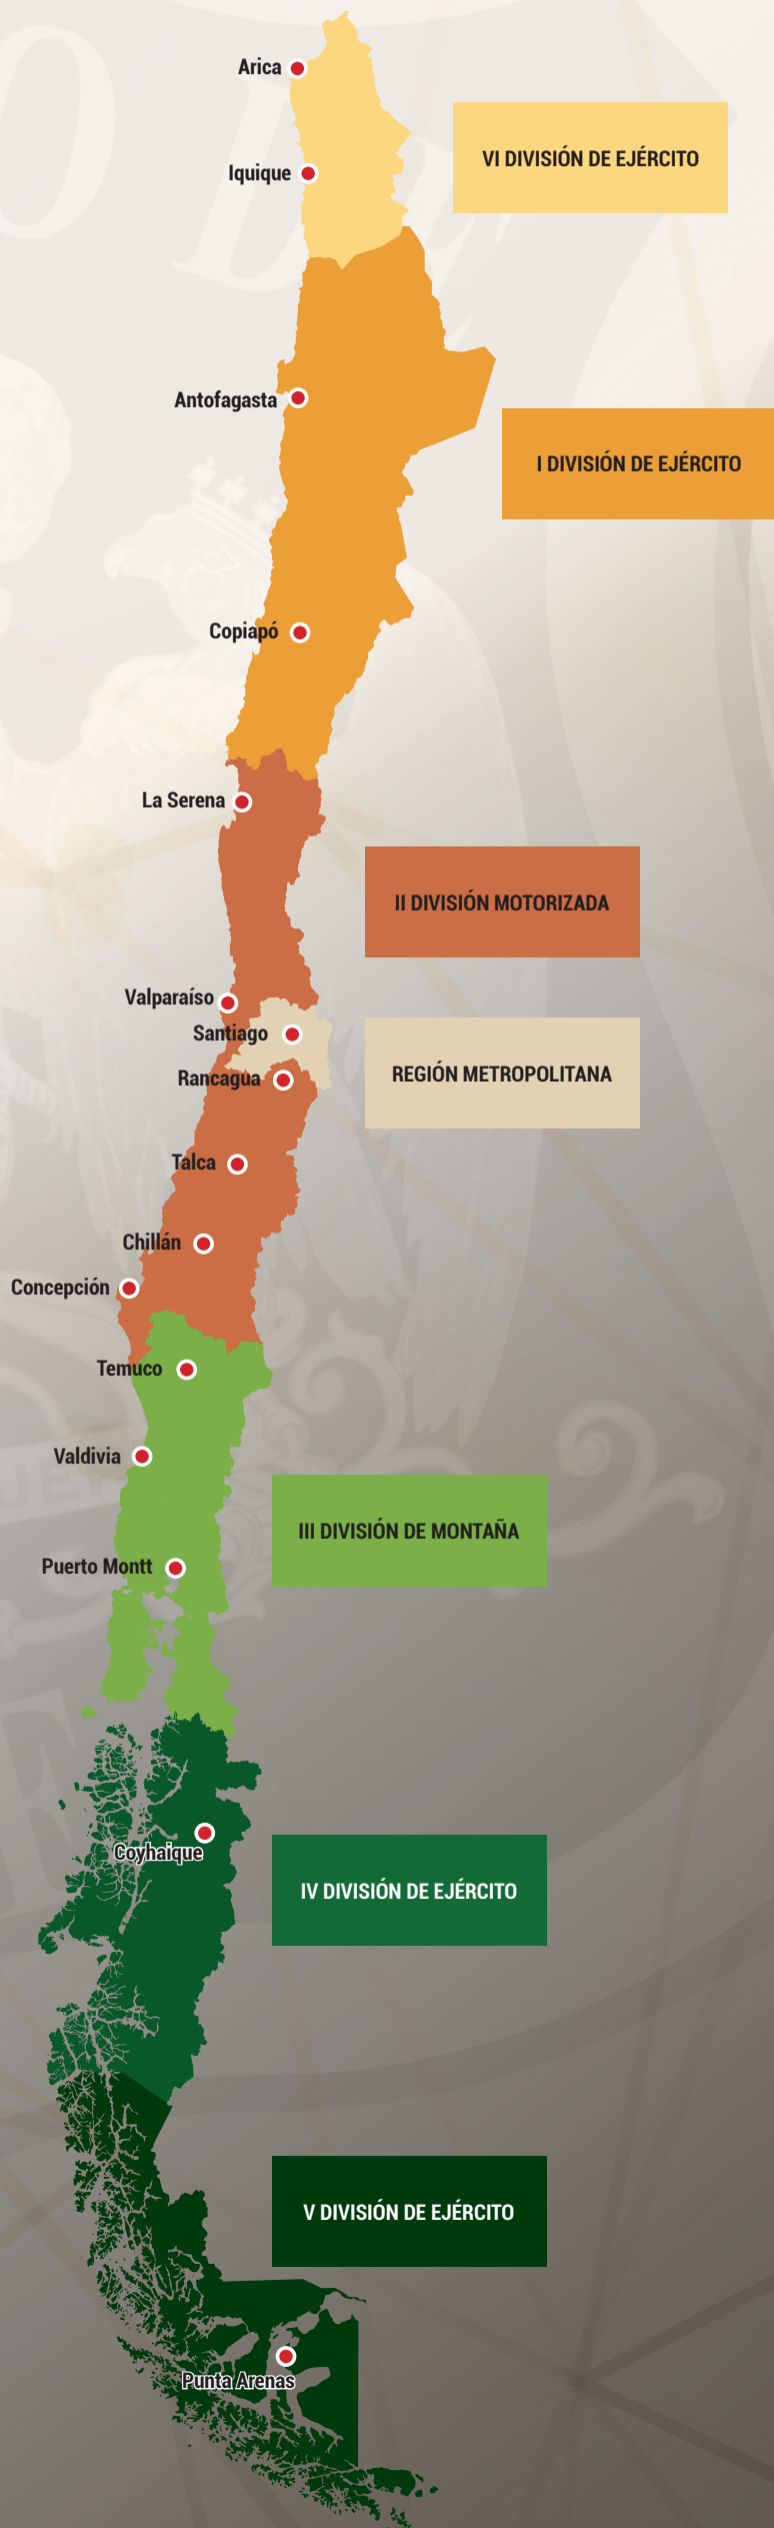 Arica
VI DIVISIÓN DE EJÉRCITO
Iquique
Antofagasta
I DIVISIÓN DE EJÉRCITO
Copiapó
La Serena
II DIVISIÓN MOTORIZADA
Valparaíso
Santiago
REGIÓN METROPOLITANA
Rancagua
Talca
Chillán
Concepción
Temuco
Valdivia
III DIVISIÓN DE MONTAÑA
Puerto Montt
Coyhaique
IV DIVISIÓN DE EJÉRCITO
V DIVISIÓN DE EJÉRCITO
Punta Arenas